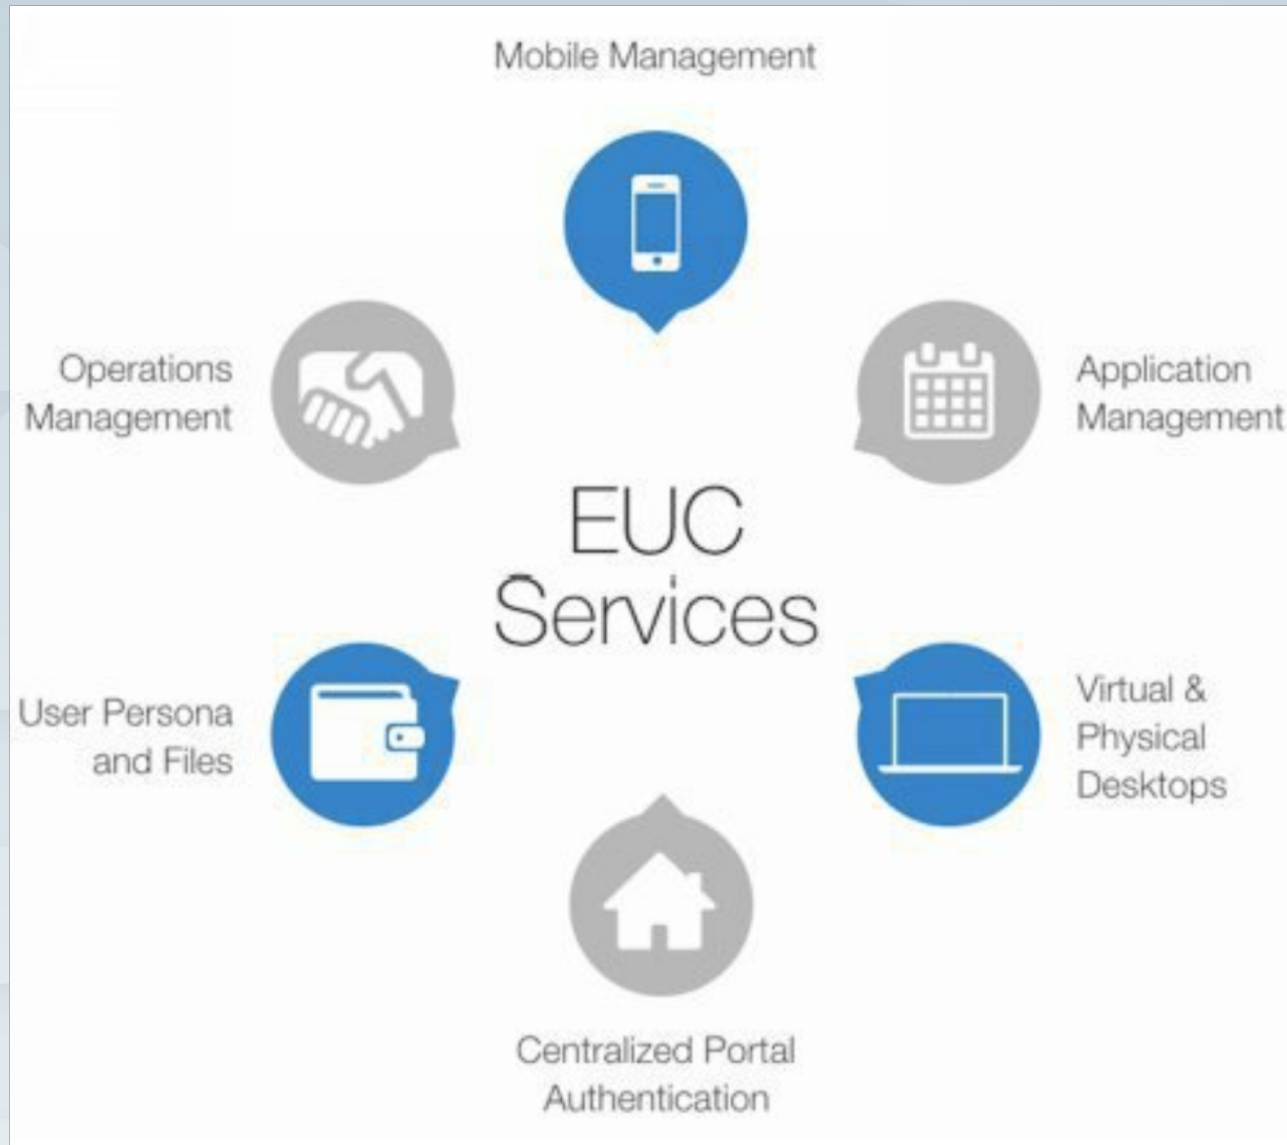 Mobile Management
Operations
Management
Application
Management
EUC
Services
User Persona
and Files
Virtual &
Physical
Desktops
Centralized Portal
Authentication